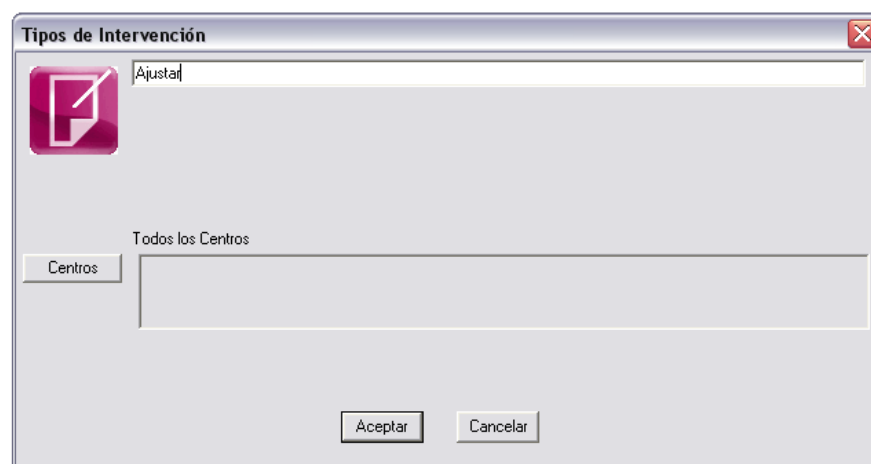 Tipos de Intervención
Ajustar
Todos los Centros
Centros
Aceptar
Cancelar